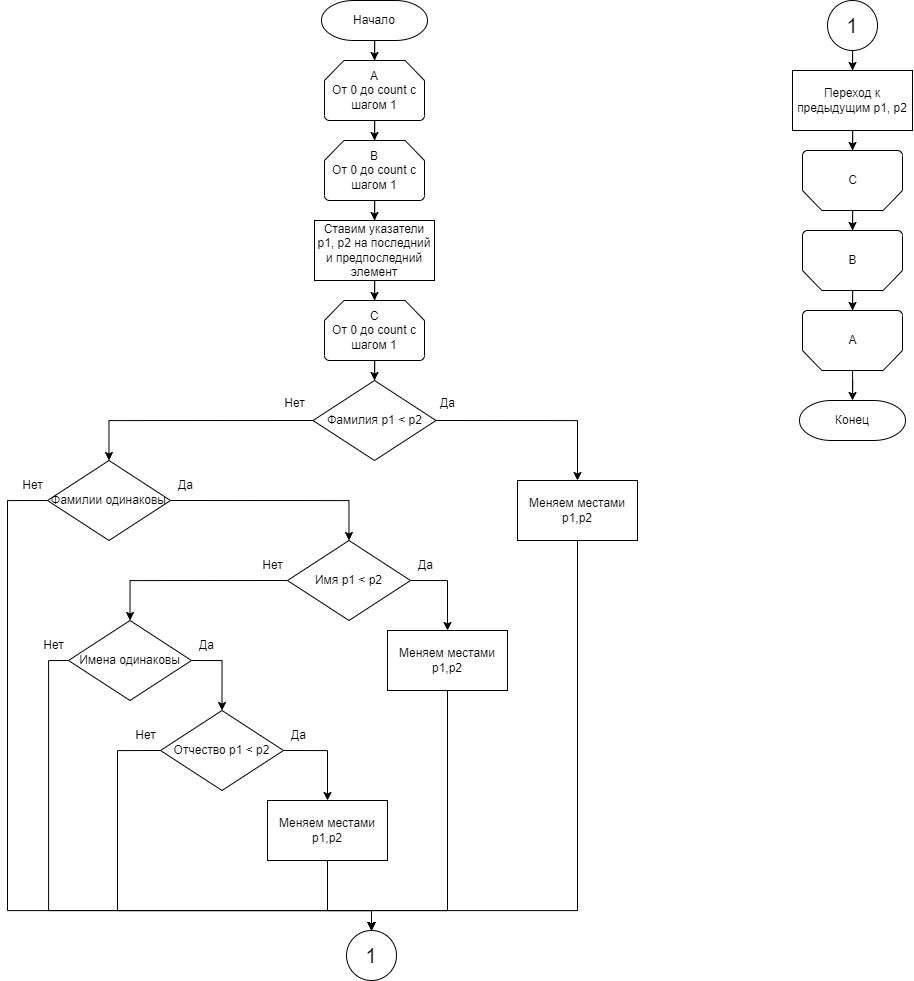 Начало
A
От 0 до count с
шагом 1
B
От 0 до count с
шагом 1
Ставим указатели
p1, p2 на последний
и предпоследний
элемент
C
От 0 до count с
шагом 1
Нет
Да
Фамилия p1 < p2
Нет
Да
Фамилии одинаковы
Меняем местами
p1,p2
Нет
Да
Имя p1 < p2
Нет
Да
Имена одинаковы
Меняем местами
p1,p2
Нет
Да
Отчество p1 < p2
Меняем местами
p1,p2
1
1
Переход к
предыдущим p1, p2
C
B
A
Конец